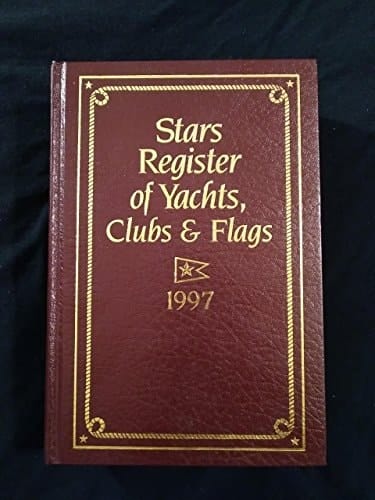 Stars
Register
of Yachts,
Clubs & Flags
1997